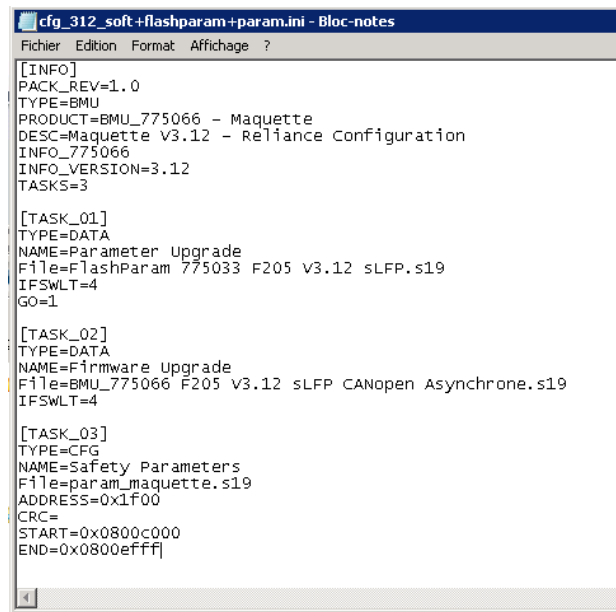 cfg_312_soft+flashparam+param.ini - Bloc-notes
Fichier Edition Format Affichage ?
[INFO]
PACK_REV=1.0
TYPE=BMU
PRODUCT=BMU_775066 - Maquette
DESC=Maquette V3.12 - Reliance Configuration
INFO_775066
INFO_VERSION=3.12
TASKS=3
[TASK_01]
TYPE=DATA
NAME=Parameter Upgrade
File=FlashParam 775033 F205 V3.12 sLFP.s19
IFSWLT=4
GO=1
[TASK_02]
TYPE=DATA
NAME=Firmware Upgrade
File=BMU_775066 F205 V3.12 sLFP CANopen Asynchrone.s19
IFSWLT=4
[TASK_03]
TYPE=CFG
NAME=Safety Parameters
File=param_maquette.s19
ADDRESS=0x1f00
CRC=
START=0x0800c000
END=0x0800efff